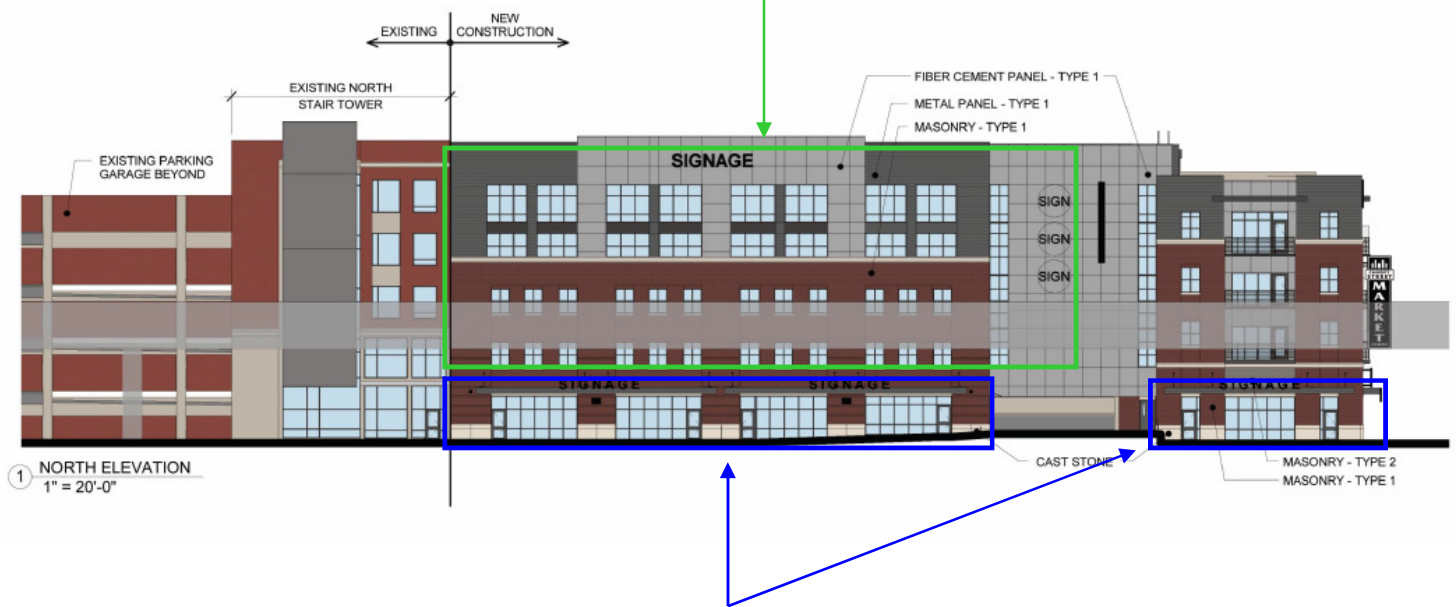 NEW
EXISTING CONSTRUCTION
EXISTING NORTH
STAIR TOWER
EXISTING PARKING
GARAGE BEYOND
FIBER CEMENT PANEL - TYPE 1
METAL PANEL - TYPE 1
MASONRY - TYPE 1
SIGNAGE
SIGN
SIGN
SIGN
MARKET
SIGNAGE SIGNAGE SIGNAGE
CAST STONE
MASONRY - TYPE 2
MASONRY - TYPE 1
1 NORTH ELEVATION
1" = 20'-0"